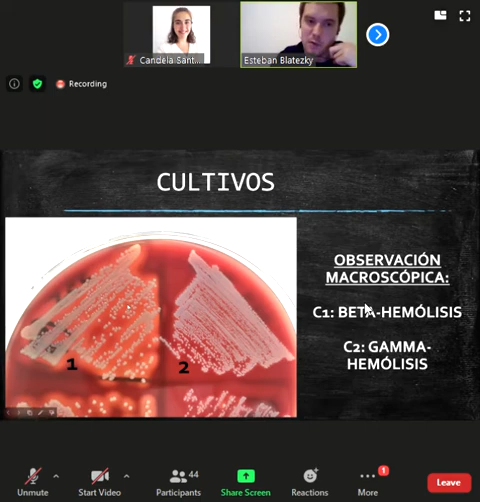 Candela Sant...
Esteban Blatezky
Recording
CULTIVOS
OBSERVACIÓN
MACROSCÓPICA:
C1: BETA-HEMÓLISIS
C2: GAMMA-
HEMÓLISIS
1
2
Unmute
Start Video
44
Participants
Share Screen
Reactions
1
More
Leave